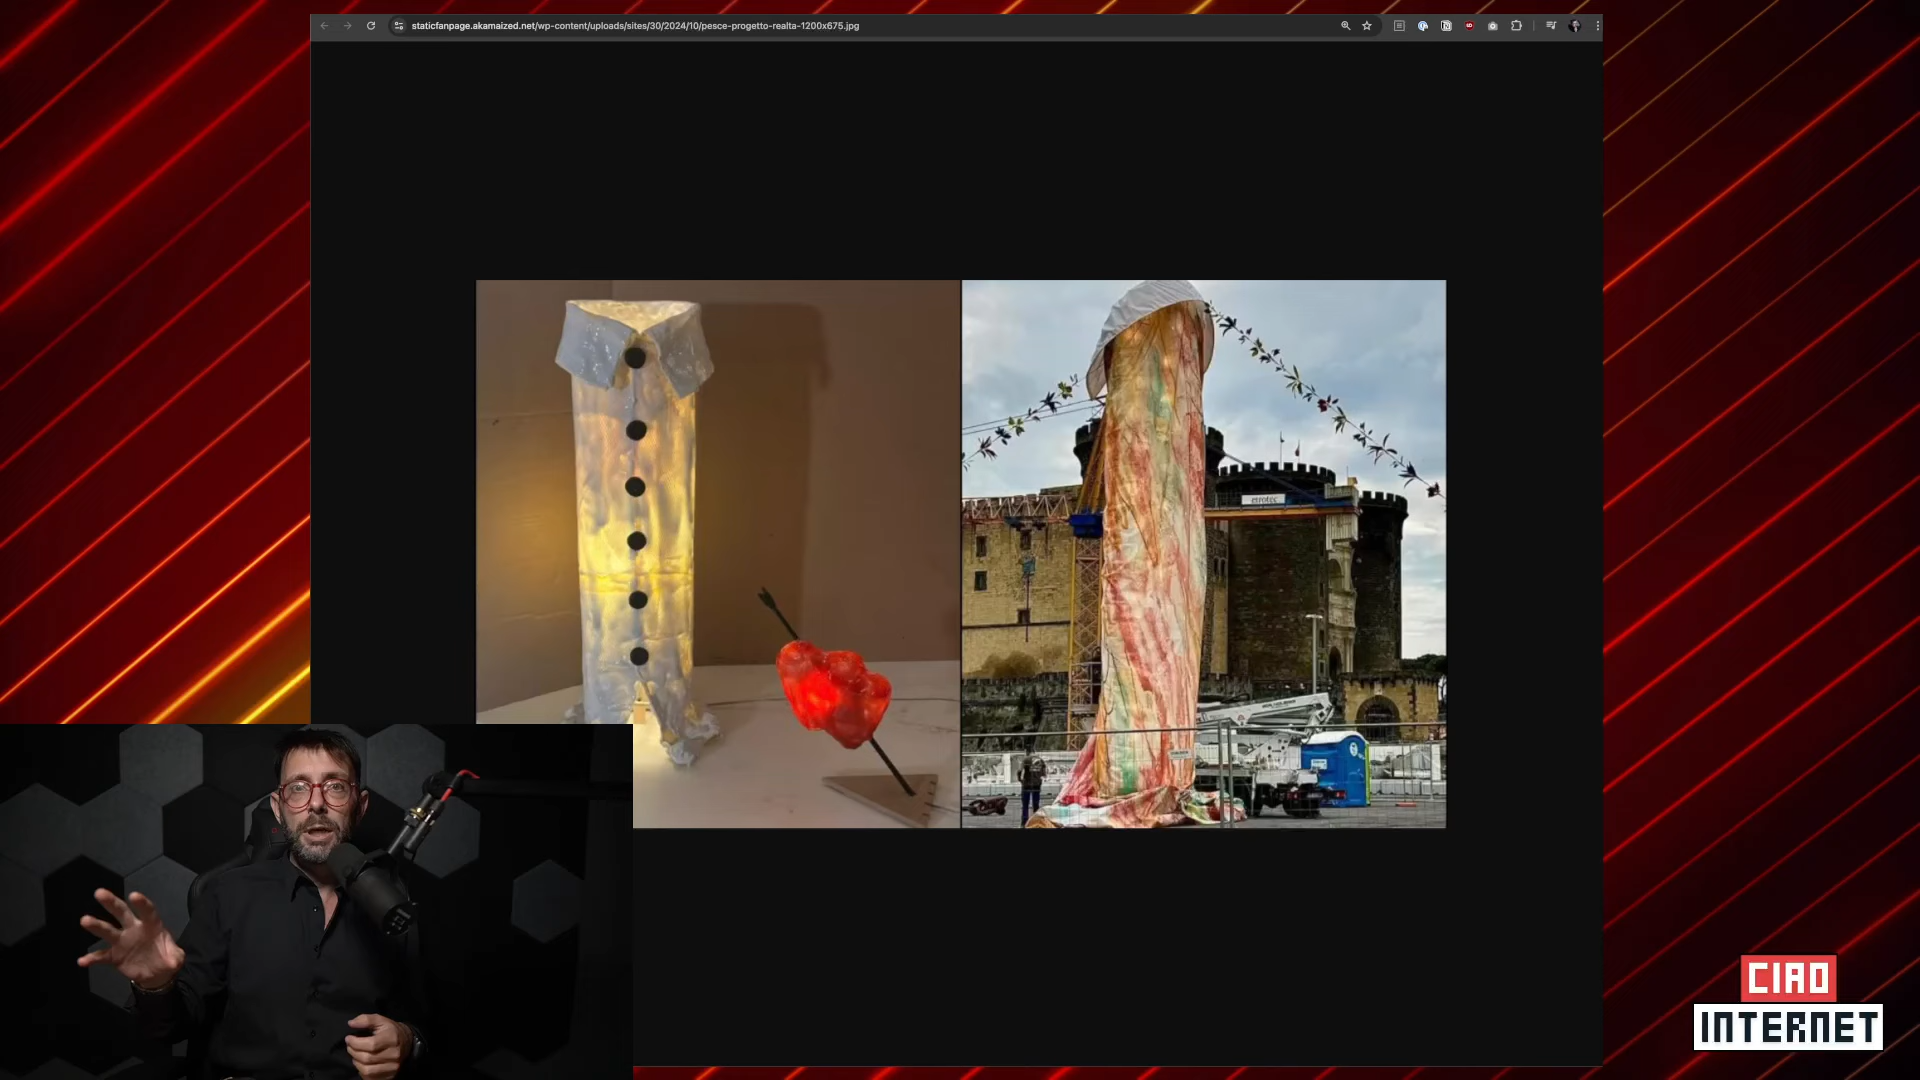 staticfanpage.akamaized.net/wp-content/uploads/sites/30/2024/10/pesce-progetto-realta-1200x675.jpg
CIAO
INTERNET